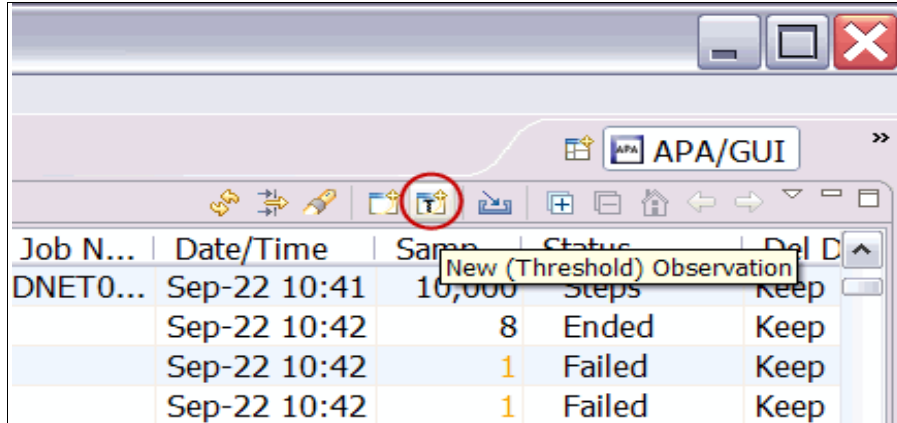 APA APA/GUI »
T
Job N... Date/Time Samp Status Del D
New (Threshold) Observation
DNET0... Sep-22 10:41 10,000 Steps Keep
Sep-22 10:42 8 Ended Keep
Sep-22 10:42 1 Failed Keep
Sep-22 10:42 1 Failed Keep